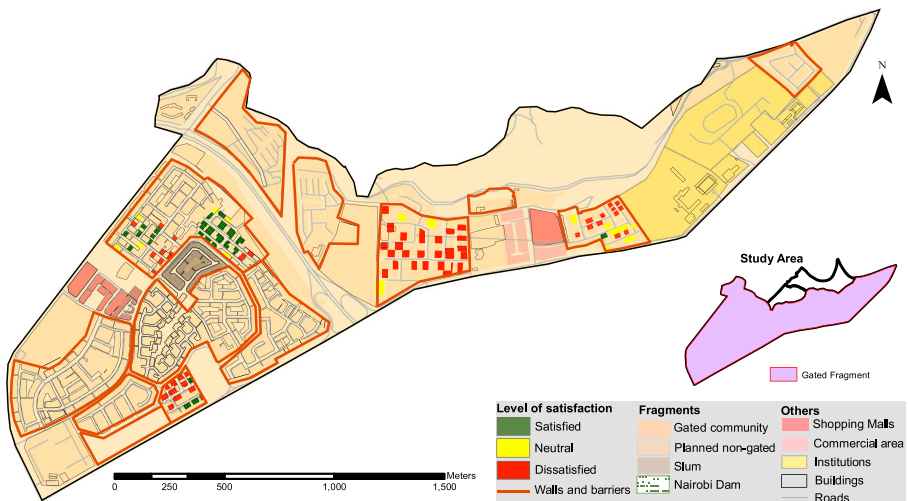 N
Study Area
Gated Fragment
Level of satisfaction
Satisfied
Neutral
Dissatisfied
Walls and barriers
Fragments
Gated community
Planned non-gated
Slum
Nairobi Dam
Others
Shopping Malls
Commercial area
Institutions
Buildings
Roads
0 250 500 1,000 1,500
Meters